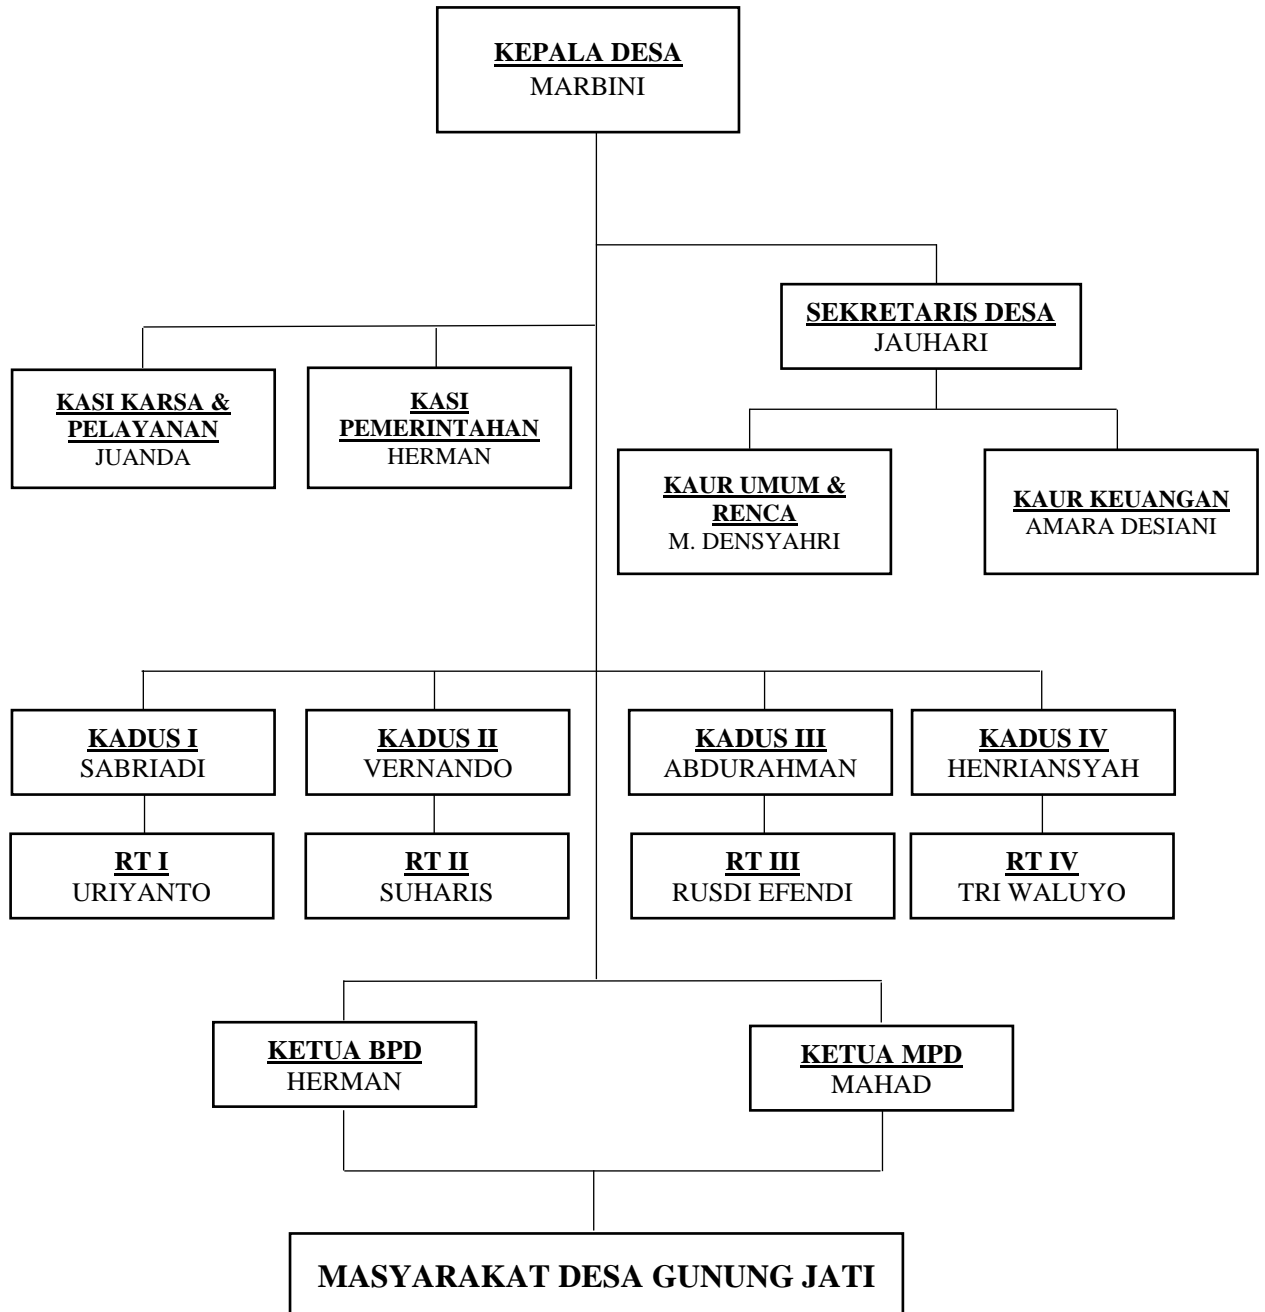 KEPALA DESA
MARBINI
SEKRETARIS DESA
JAUHARI
KASI KARSA &
PELAYANAN
JUANDA
KASI
PEMERINTAHAN
HERMAN
KAUR UMUM &
RENCA
M. DENSYAHRI
KAUR KEUANGAN
AMARA DESIANI
KADUS I
SABRIADI
KADUS II
VERNANDO
KADUS III
ABDURAHMAN
KADUS IV
HENRIANSYAH
RT I
URIYANTO
RT II
SUHARIS
RT III
RUSDI EFENDI
RT IV
TRI WALUYO
KETUA BPD
HERMAN
KETUA MPD
MAHAD
MASYARAKAT DESA GUNUNG JATI